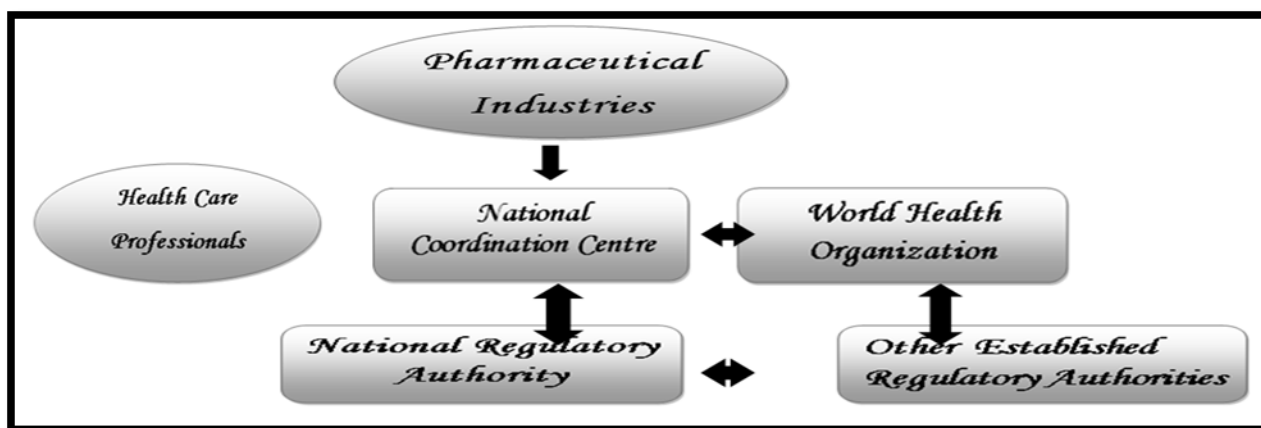 Pharmaceutical
Industries
Health Care
Professionals
National
Coordination Centre
World Health
Organization
National Regulatory
Authority
Other Established
Regulatory Authorities